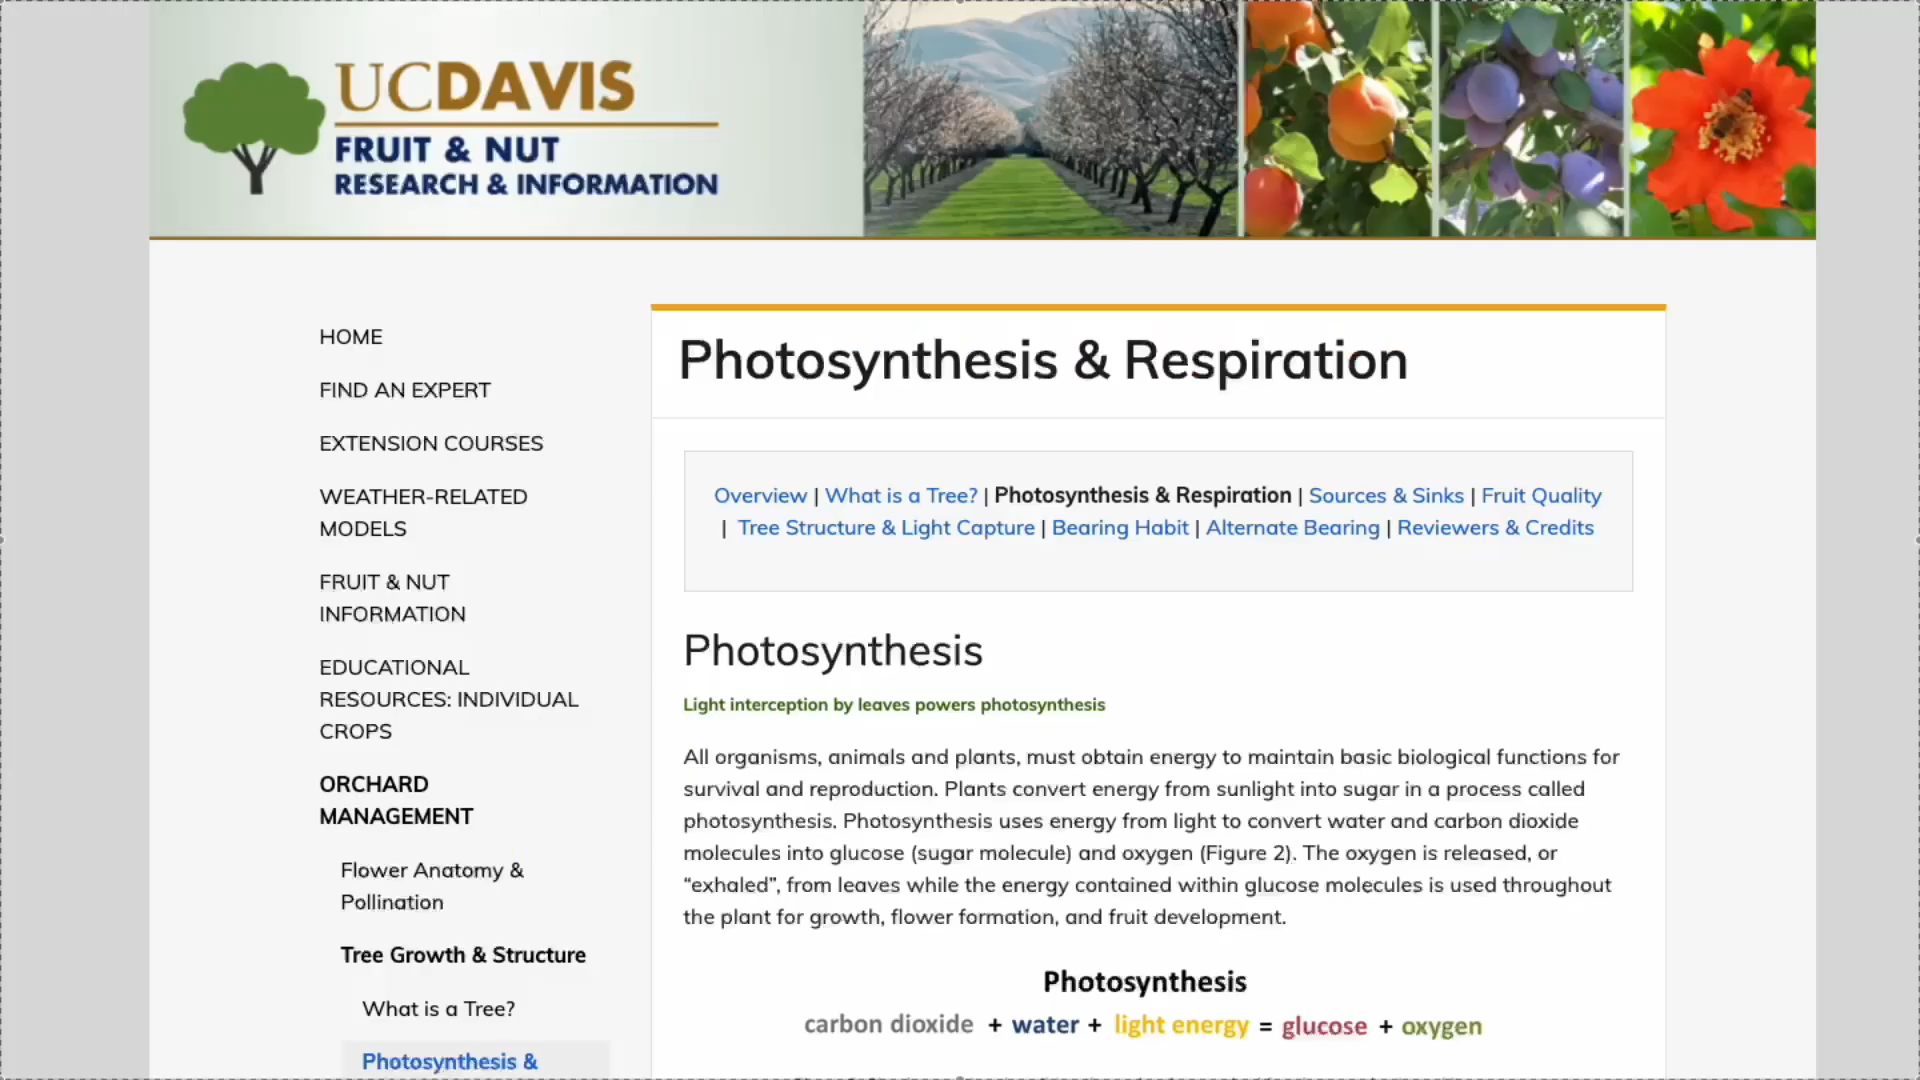 UCDAVIS
FRUIT & NUT
RESEARCH & INFORMATION
HOME
FIND AN EXPERT
EXTENSION COURSES
WEATHER-RELATED
MODELS
FRUIT & NUT
INFORMATION
EDUCATIONAL
RESOURCES: INDIVIDUAL
CROPS
ORCHARD
MANAGEMENT
Flower Anatomy &
Pollination
Tree Growth & Structure
What is a Tree?
Photosynthesis &
Photosynthesis & Respiration
Overview | What is a Tree? | Photosynthesis & Respiration | Sources & Sinks | Fruit Quality
| Tree Structure & Light Capture | Bearing Habit | Alternate Bearing | Reviewers & Credits
Photosynthesis
Light interception by leaves powers photosynthesis
All organisms, animals and plants, must obtain energy to maintain basic biological functions for
survival and reproduction. Plants convert energy from sunlight into sugar in a process called
photosynthesis. Photosynthesis uses energy from light to convert water and carbon dioxide
molecules into glucose (sugar molecule) and oxygen (Figure 2). The oxygen is released, or
“exhaled”, from leaves while the energy contained within glucose molecules is used throughout
the plant for growth, flower formation, and fruit development.
Photosynthesis
carbon dioxide + water + light energy = glucose + oxygen